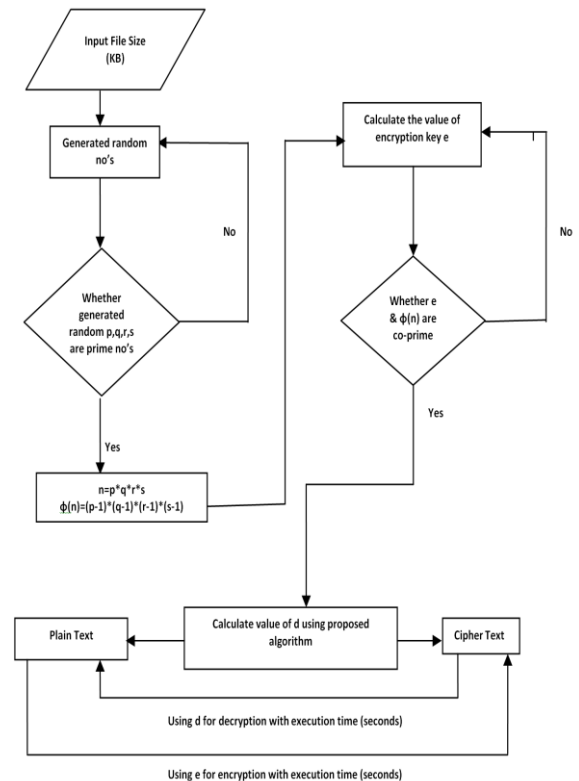 Input File Size
(KB)
Generated random
no's
No
Whether
generated
random p,q,r,s
are prime no's
Yes
n=p*q*r*s
ϕ(n)=(p-1)*(q-1)*(r-1)*(s-1)
Calculate the value of
encryption key e
No
Whether e
& ϕ(n) are
co-prime
Yes
Calculate value of d using proposed
algorithm
Plain Text
Cipher Text
Using d for decryption with execution time (seconds)
Using e for encryption with execution time (seconds)